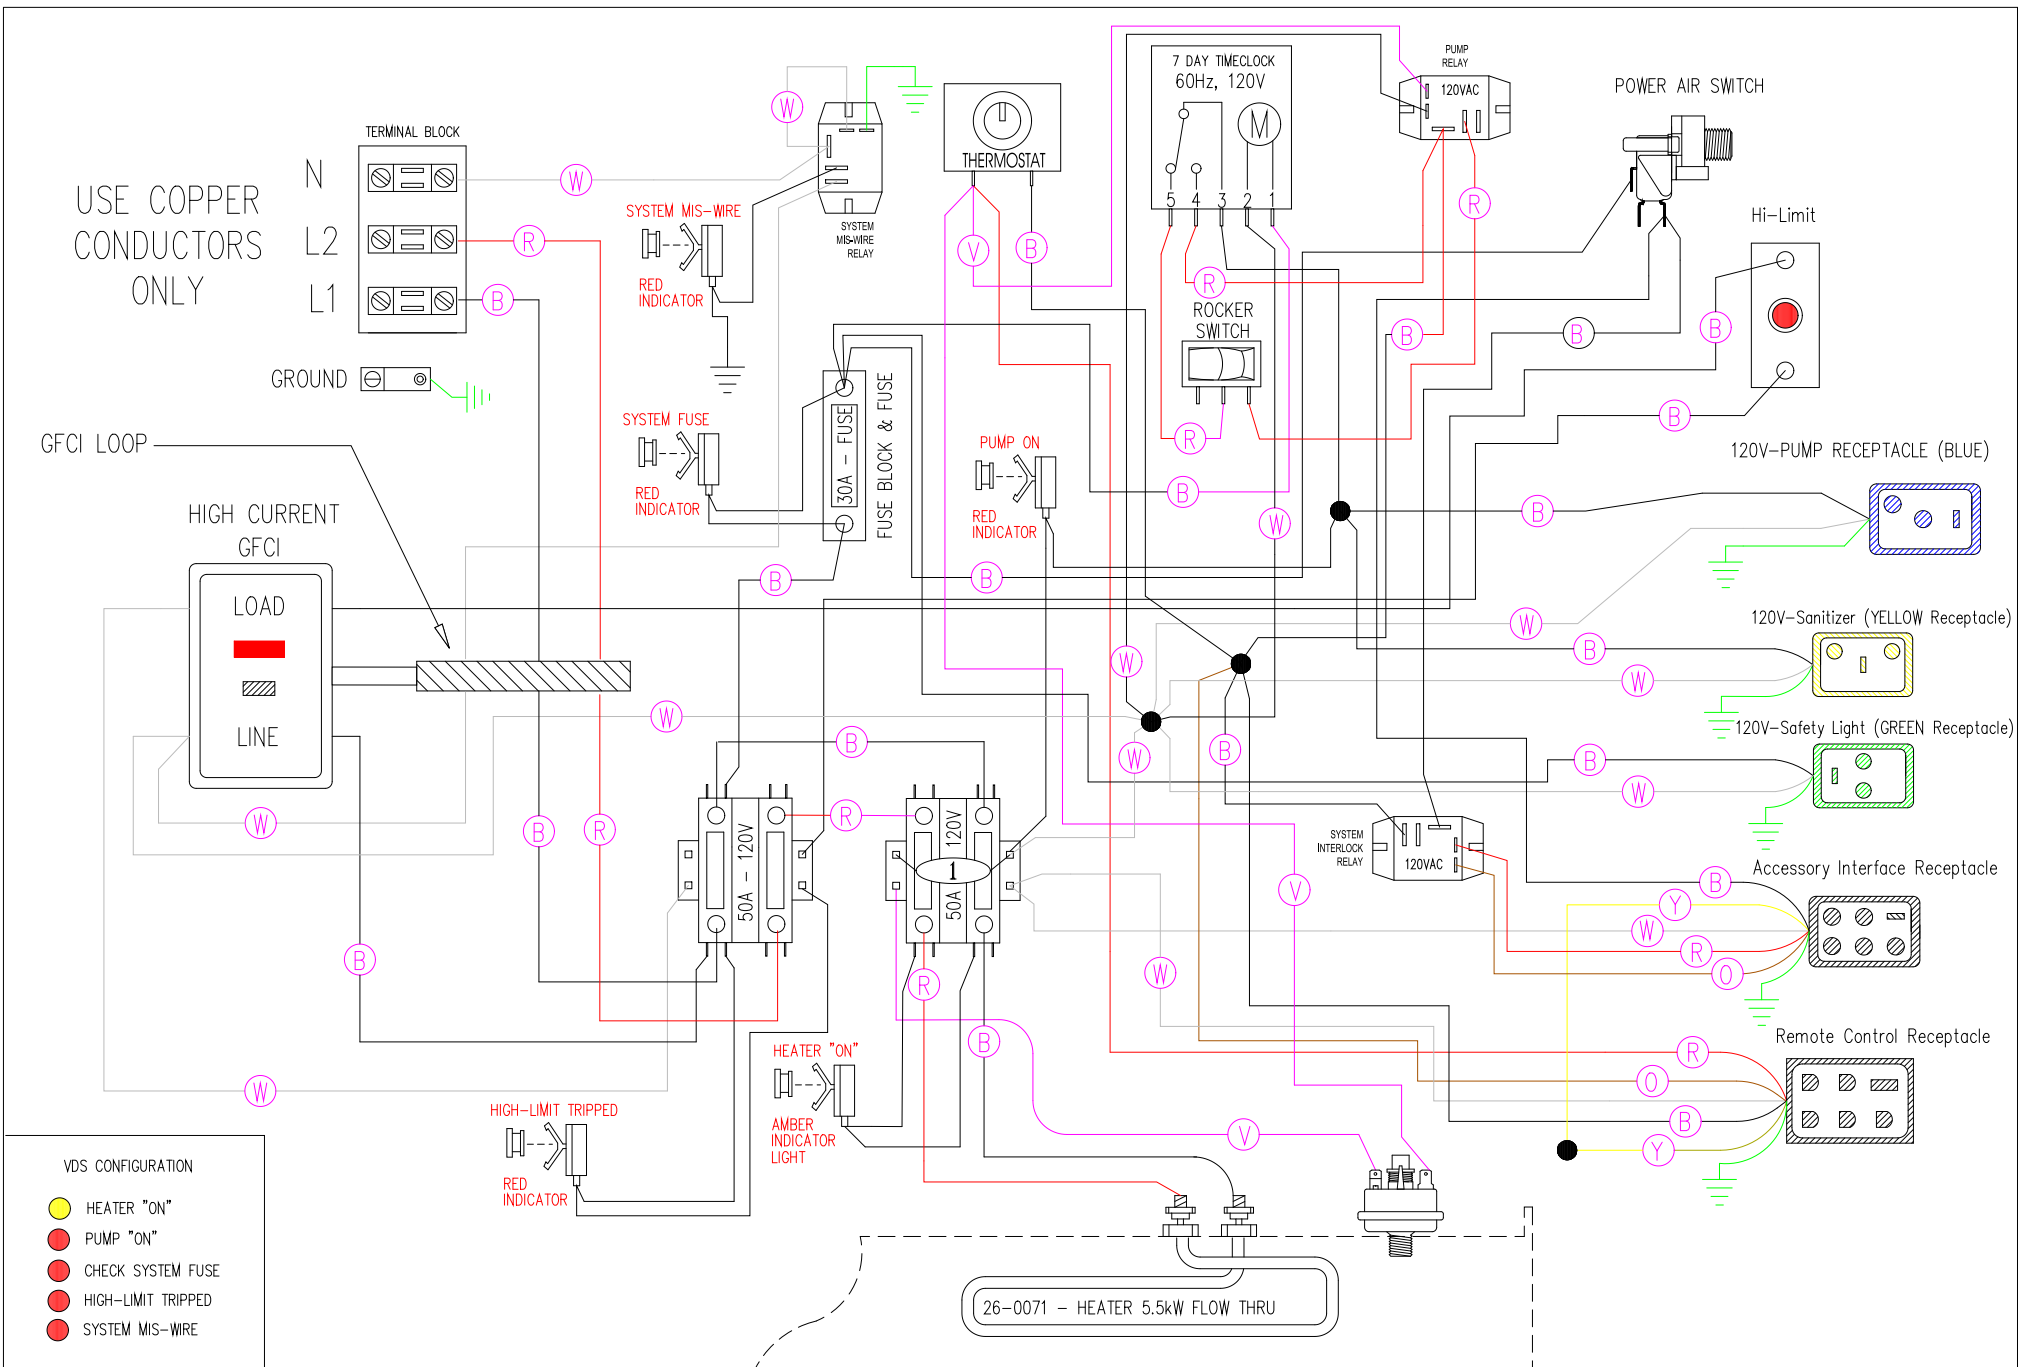 USE COPPER
CONDUCTORS
ONLY
TERMINAL BLOCK
N
L2
L1
GROUND
GFCI LOOP
HIGH CURRENT
GFCI
LOAD
LINE
W
R
B
W
SYSTEM MIS-WIRE
RED
INDICATOR
SYSTEM
MIS-WIRE
RELAY
THERMOSTAT
V
B
7 DAY TIMECLOCK
60Hz, 120V
M
5 4 3 2 1
PUMP
RELAY
120VAC
POWER AIR SWITCH
Hi-Limit
R
R
B
B
B
B
ROCKER
SWITCH
R
SYSTEM FUSE
RED
INDICATOR
30A - FUSE
FUSE BLOCK & FUSE
PUMP ON
RED
INDICATOR
B
W
B
B
B
120V-PUMP RECEPTACLE (BLUE)
W
120V-Sanitizer (YELLOW Receptacle)
B
W
W
120V-Safety Light (GREEN Receptacle)
B
W
W
B
W
B
W
B
R
R
B
50A - 120V
50A 120V
1
SYSTEM
INTERLOCK
RELAY
120VAC
V
Accessory Interface Receptacle
B
Y
W
R
O
Remote Control Receptacle
R
O
B
Y
B
W
R
B
W
V
HEATER "ON"
AMBER
INDICATOR
LIGHT
HIGH-LIMIT TRIPPED
RED
INDICATOR
26-0071 - HEATER 5.5kW FLOW THRU
VDS CONFIGURATION
HEATER "ON"
PUMP "ON"
CHECK SYSTEM FUSE
HIGH-LIMIT TRIPPED
SYSTEM MIS-WIRE